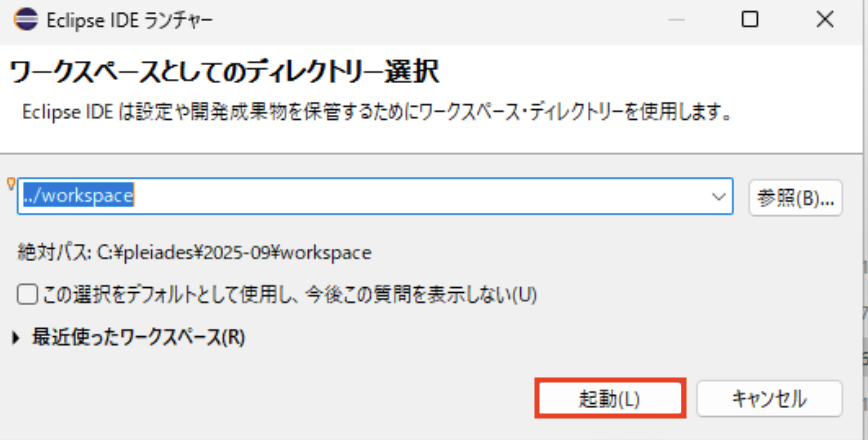 Eclipse IDE ランチャー
ワークスペースとしてのディレクトリー選択
Eclipse IDE は設定や開発成果物を保管するためにワークスペース・ディレクトリーを使用します。
../workspace
参照(B)...
絶対パス: C:¥pleiades¥2025-09¥workspace
この選択をデフォルトとして使用し、今後この質問を表示しない(U)
最近使ったワークスペース(R)
起動(L)
キャンセル